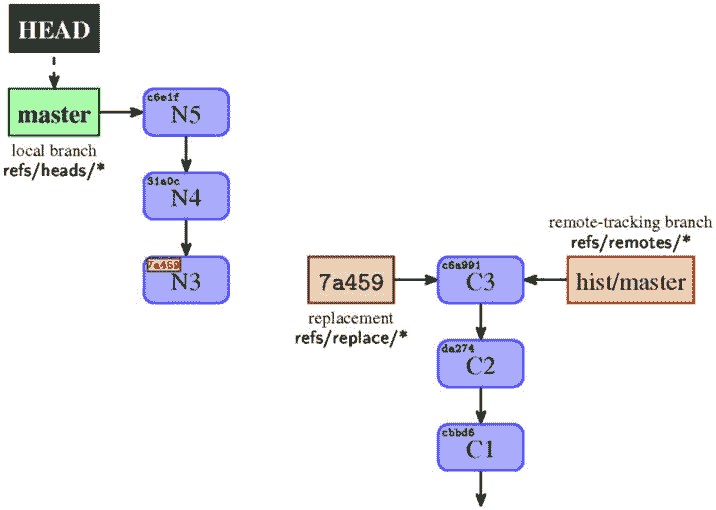 HEAD
master
local branch
refs/heads/*
c6e1f
N5
31a0c
N4
7a459
N3
7a459
replacement
refs/replace/*
c6a991
C3
remote-tracking branch
refs/remotes/*
hist/master
da274
C2
cbbd6
C1